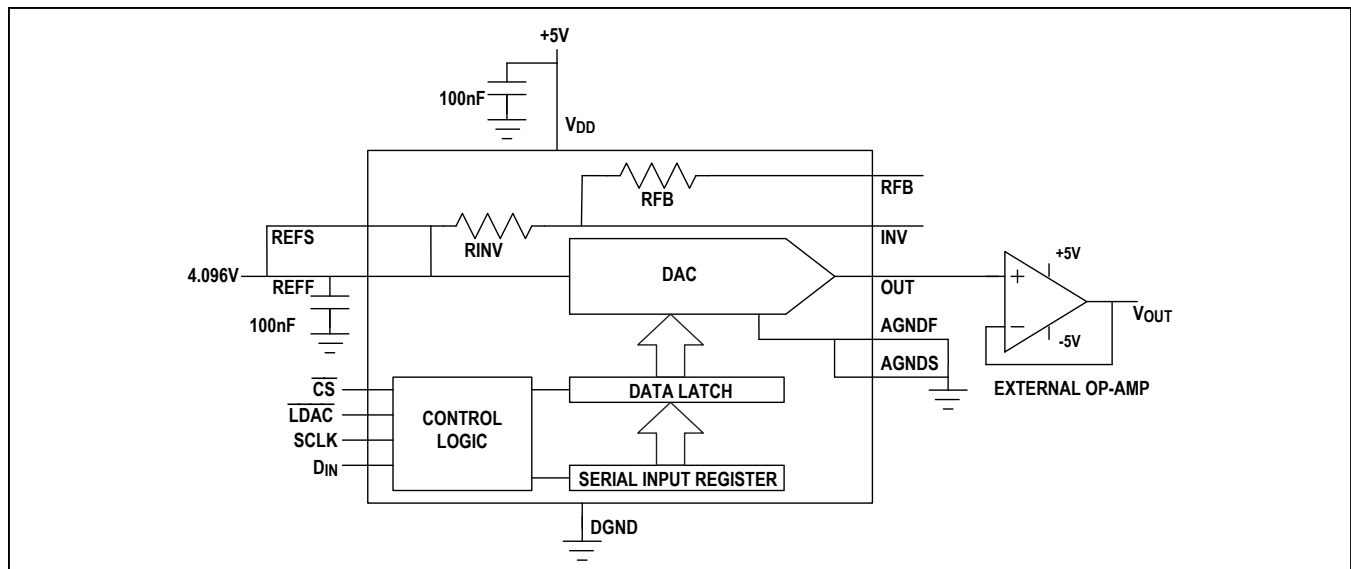 +5V
100nF
VDD
RFB
RFB
REFS
RINV
INV
4.096V
REFF
DAC
OUT
+5V
+
−
-5V
VOUT
100nF
AGNDF
AGNDS
EXTERNAL OP-AMP
CS
LDAC
SCLK
DIN
CONTROL
LOGIC
DATA LATCH
SERIAL INPUT REGISTER
DGND